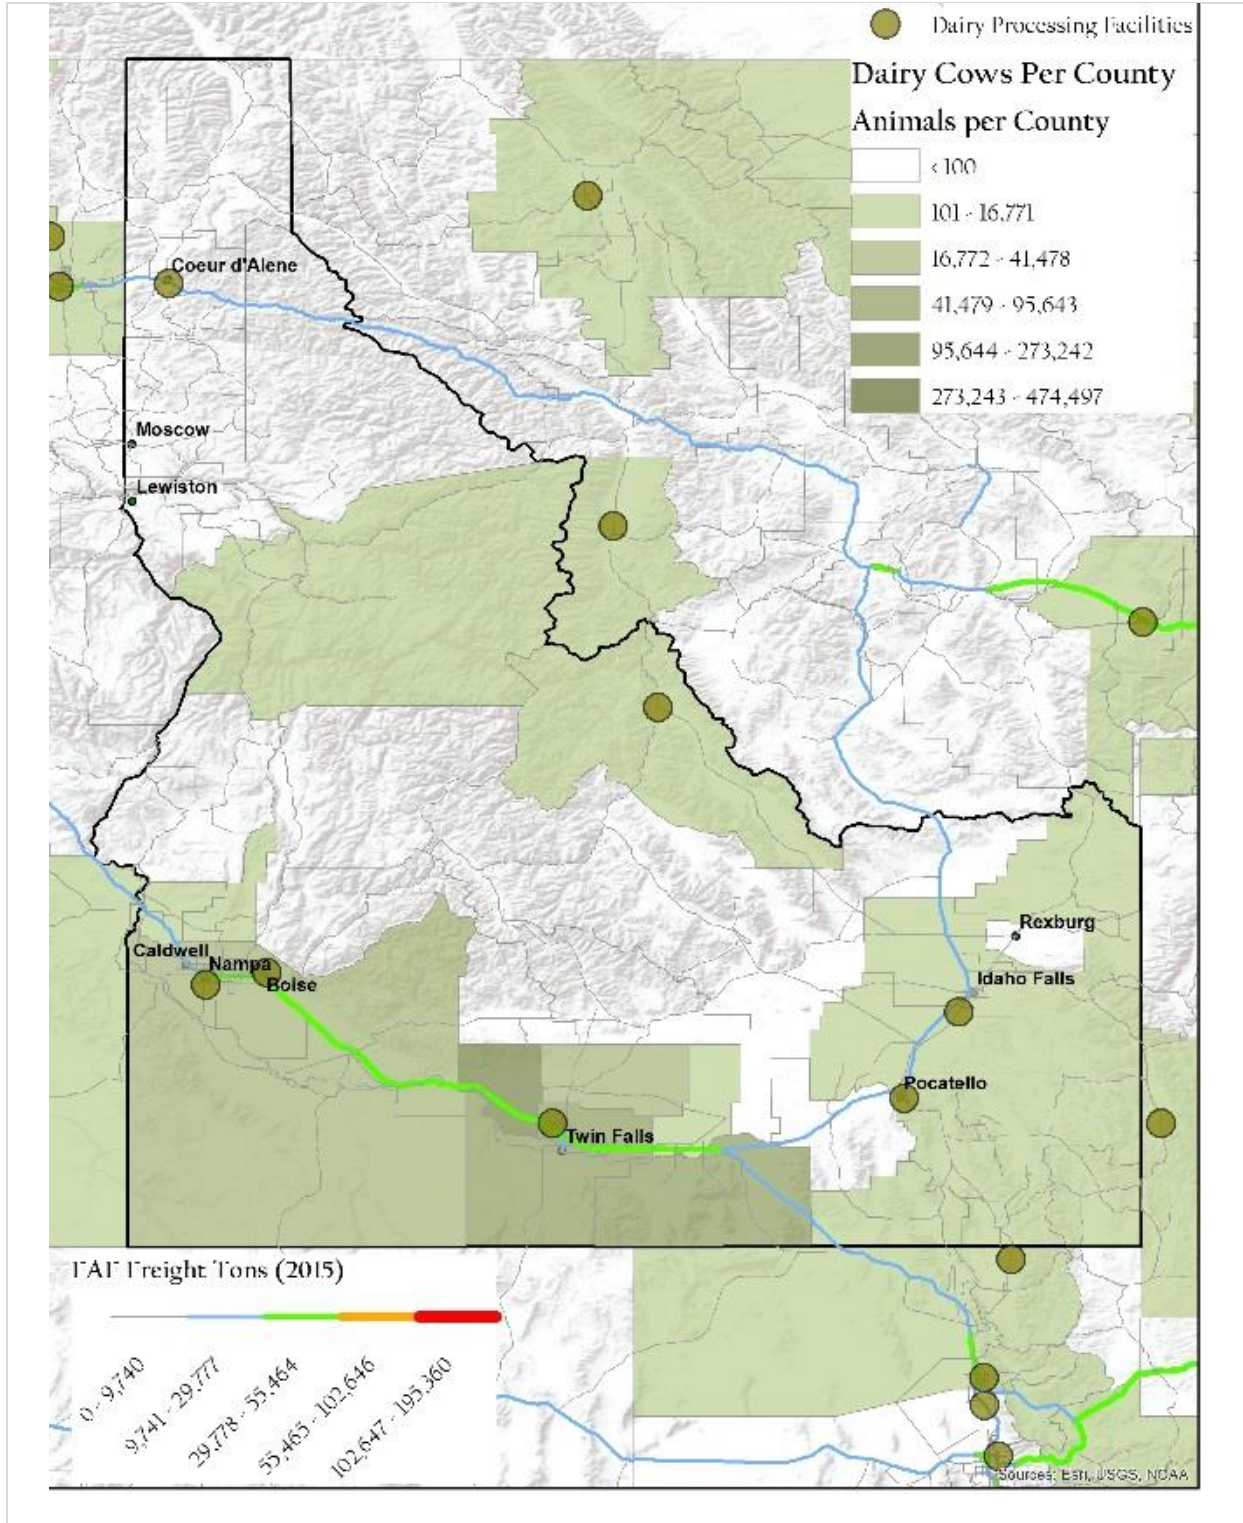 Dairy Processing Facilities
Dairy Cows Per County
Animals per County
< 100
101 - 16,771
16,772 - 41,478
41,479 - 95,643
95,644 - 273,242
273,243 - 474,497
Coeur d'Alene
Moscow
Lewiston
Rexburg
Caldwell
Nampa
Boise
Idaho Falls
Pocatello
Twin Falls
FAF Freight Tons (2015)
0 - 9,740
9,741 - 29,777
29,778 - 55,464
55,465 - 102,646
102,647 - 195,360
Sources: Esri, USGS, NOAA